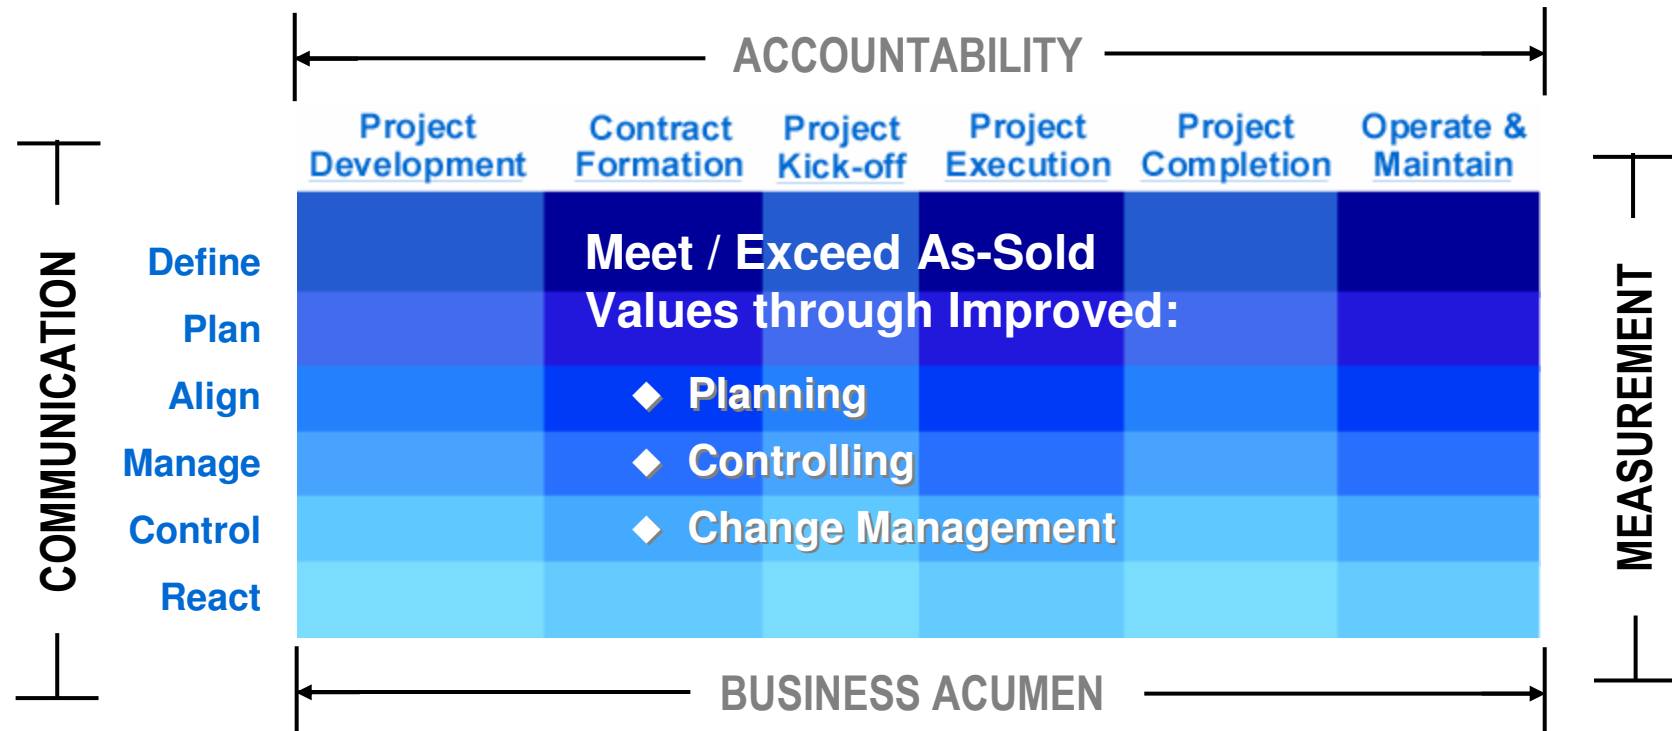 ACCOUNTABILITY
Project Development
Contract Formation
Project Kick-off
Project Execution
Project Completion
Operate & Maintain
COMMUNICATION
Define
Plan
Align
Manage
Control
React
Meet / Exceed As-Sold
Values through Improved:
◆ Planning
◆ Controlling
◆ Change Management
MEASUREMENT
BUSINESS ACUMEN